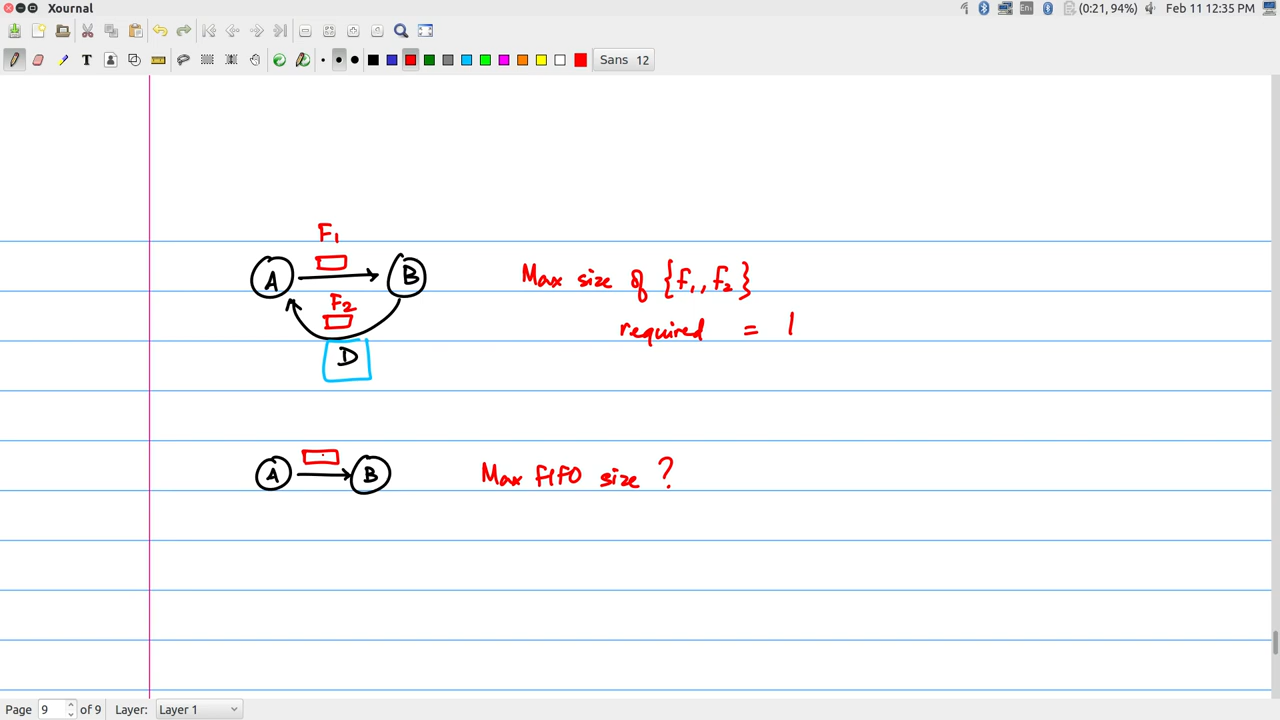 Xournal
En
(0:21, 94%)
Feb 11 12:35 PM
T
Sans 12
F1
A
B
Max size of {f1, f2}
F2
required = 1
D
A
B
Max FIFO size ?
Page 9 of 9 Layer: Layer 1